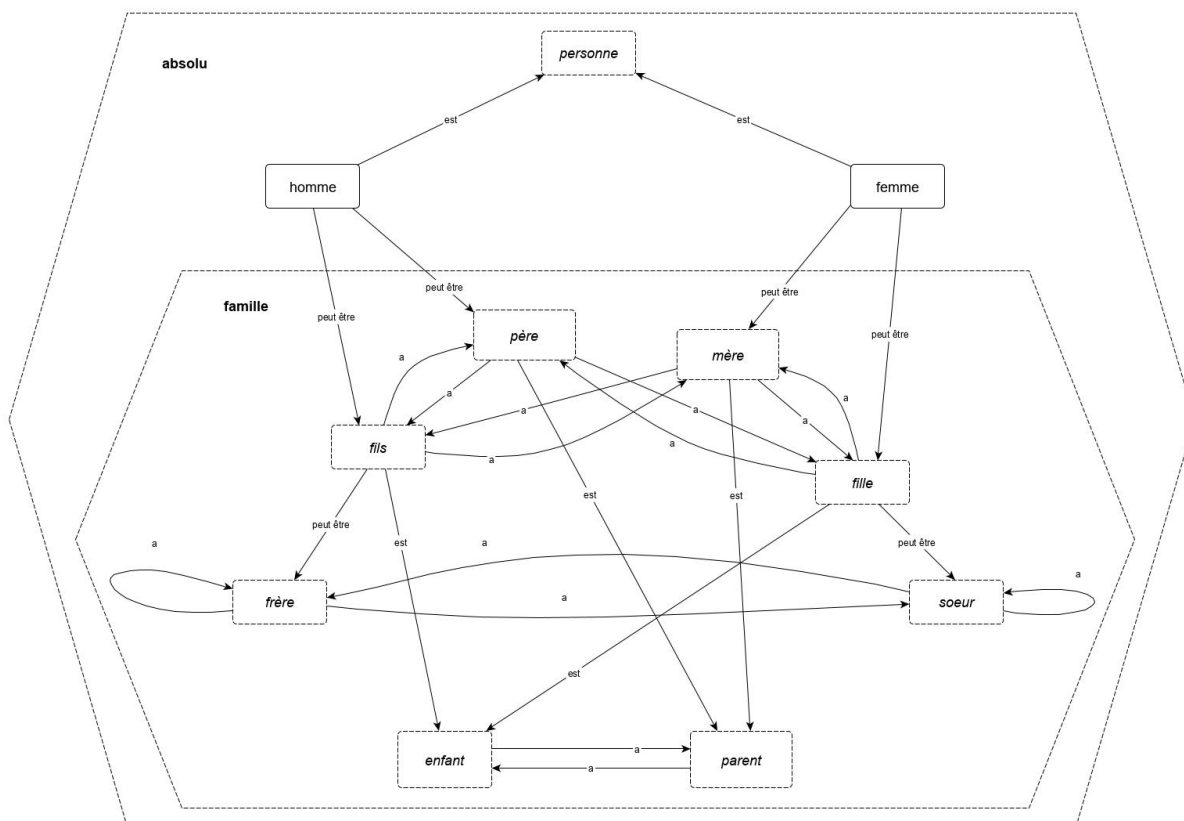 personne
absolu
est
est
homme
femme
peut être
peut être
famille
peut être
peut être
père
mère
a
a
a
a
a
a
fils
a
a
fille
est
est
peut être
est
peut être
a
a
a
frère
a
soeur
est
enfant
a
a
parent